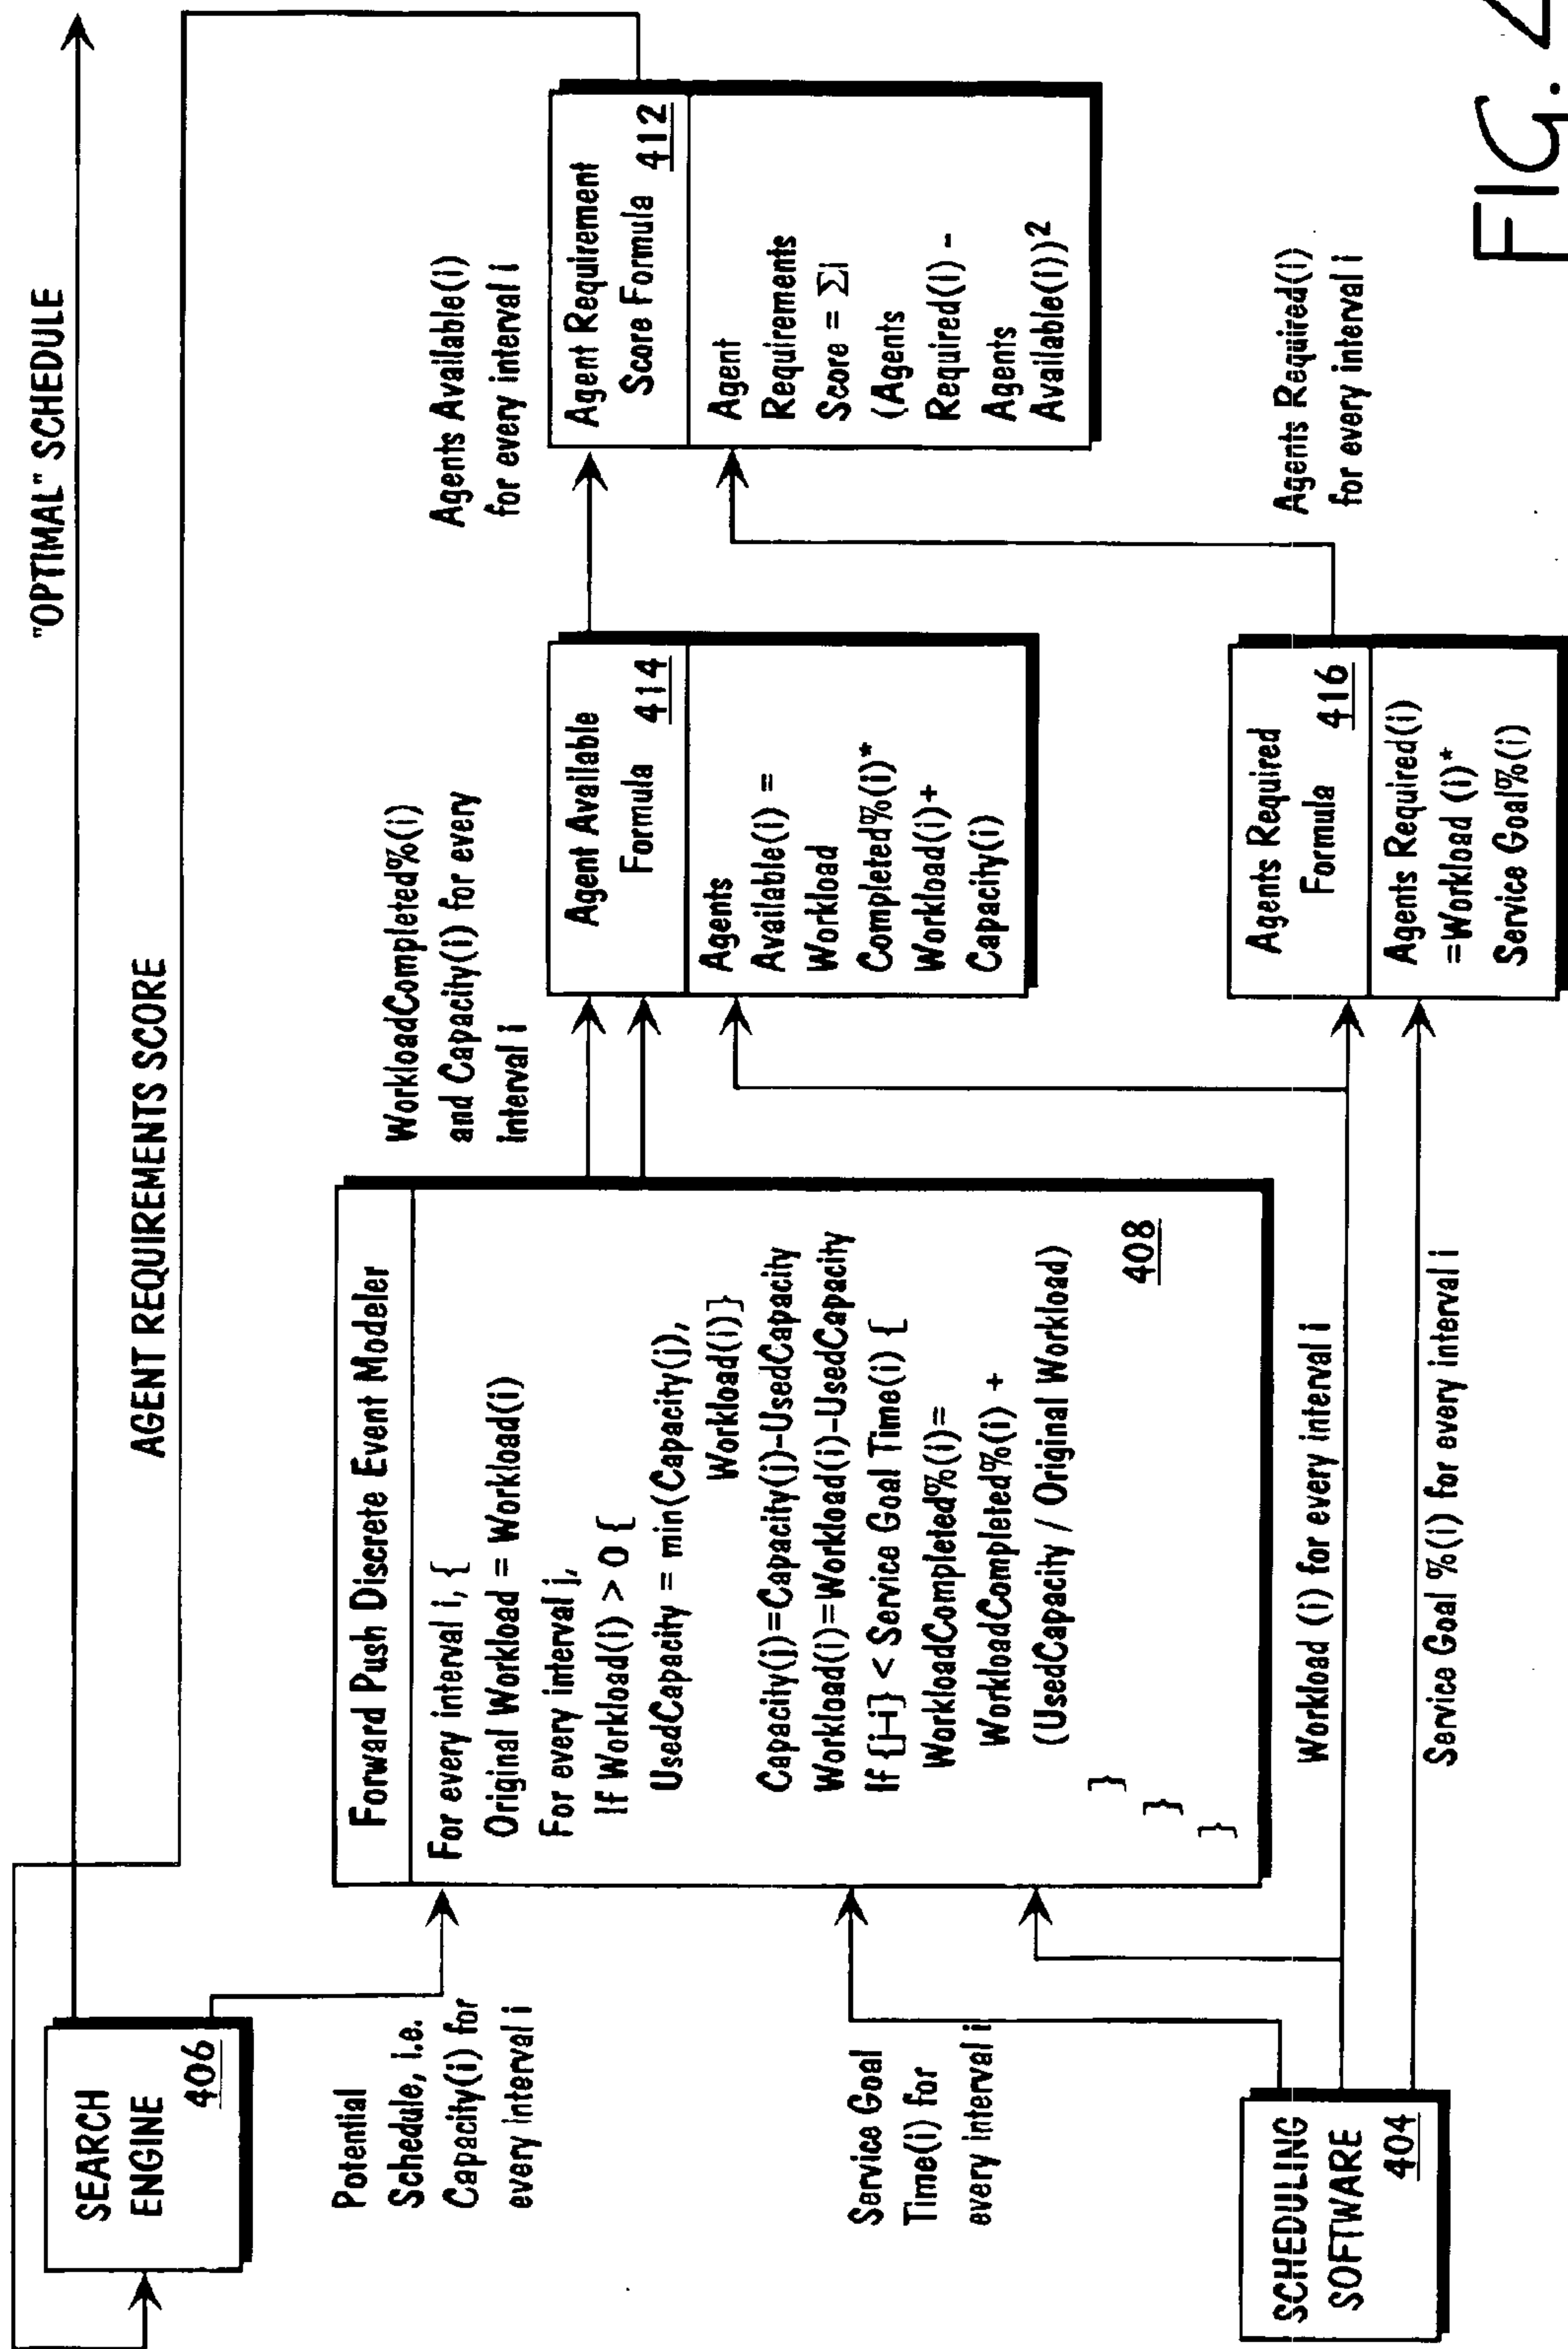 "OPTIMAL" SCHEDULE
AGENT REQUIREMENTS SCORE
SEARCH
ENGINE
406
Potential
Schedule, i.e.
Capacity(i) for
every interval i
Forward Push Discrete Event Modeler
For every interval i, {
Original Workload = Workload(i)
For every interval j,
If Workload(i) > 0 {
UsedCapacity = min(Capacity(j),
Workload(i)}
Capacity(j)=Capacity(j)-UsedCapacity
Workload(i)=Workload(i)-UsedCapacity
If {j-i} < Service Goal Time(i) {
WorkloadCompleted%(i)=
WorkloadCompleted%(i) +
(UsedCapacity / Original Workload)
}
}
}
408
WorkloadCompleted%(i)
and Capacity(i) for every
interval i
Agent Available
Formula 414
Agents
Available(i) =
Workload
Completed%(i)*
Workload(i)+
Capacity(i)
Agents Available(i)
for every interval i
Agent Requirement
Score Formula 412
Agent
Requirements
Score = Σi
(Agents
Required(i) -
Agents
Available(i))²
Service Goal
Time(i) for
every interval i
SCHEDULING
SOFTWARE
404
Workload (i) for every interval i
Service Goal %(i) for every interval i
Agents Required
Formula 416
Agents Required(i)
=Workload (i)*
Service Goal%(i)
Agents Required(i)
for every interval i
FIG. 4